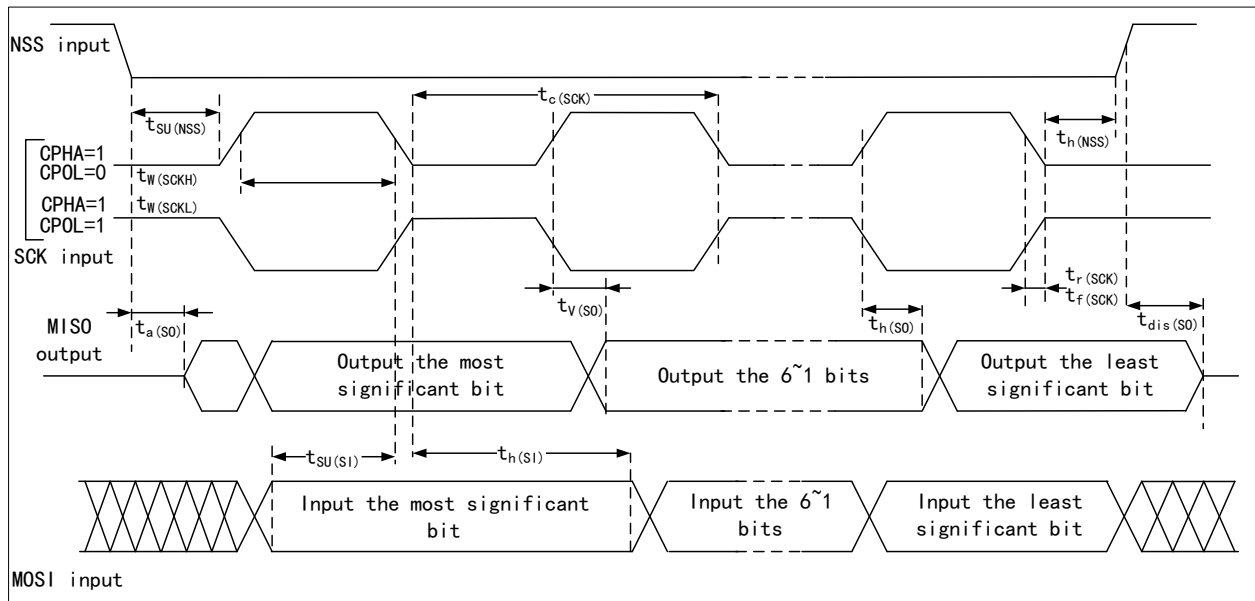 NSS input
tc(SCK)
tSU(NSS)
th(NSS)
CPHA=1
CPOL=0
tW(SCKH)
CPHA=1
CPOL=1
tW(SCKL)
SCK input
tr(SCK)
tf(SCK)
tV(SO)
MISO
output
ta(SO)
th(SO)
tdis(SO)
Output the most
significant bit
Output the 6~1 bits
Output the least
significant bit
tSU(SI)
th(SI)
Input the most significant
bit
Input the 6~1
bits
Input the least
significant bit
MOSI input